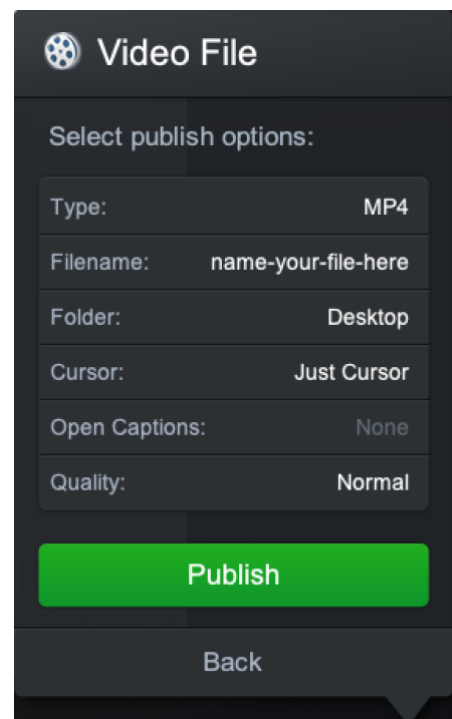 Video File
Select publish options:
Type: MP4
Filename: name-your-file-here
Folder: Desktop
Cursor: Just Cursor
Open Captions: None
Quality: Normal
Publish
Back